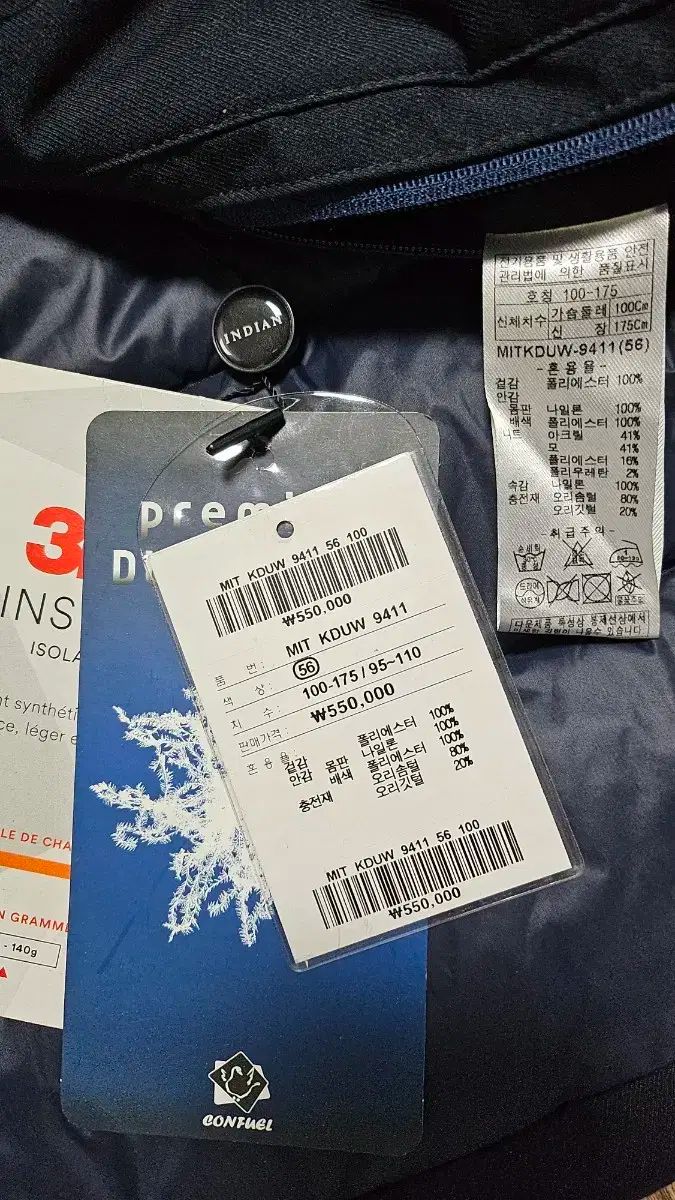 INDIAN
3
INS
ISOLA
nt synthéti
ce, léger e
LE DE CHA
N GRAMM
- 140g
premi
D
MIT KDUW 9411 56 100
₩550,000
품 번: MIT KDUW 9411
색 상: 56
치 수: 100-175/95-110
판매가격: ₩550,000
혼 용 율:
겉감 폴리에스터 100%
안감 몸판 나일론 100%
배색 폴리에스터 100%
충전재 오리솜털 80%
오리깃털 20%
MIT KDUW 9411 56 100
₩550,000
CONFUEL
전기용품 및 생활용품 안전
관리법에 의한 품질표시
호칭 100-175
신체치수 가슴둘레 100Cm
신 장 175Cm
MITKDUW-9411(56)
-혼용율-
겉감 폴리에스터 100%
안감
몸판 나일론 100%
배색 폴리에스터 100%
니트 아크릴 41%
모 41%
폴리에스터 16%
폴리우레탄 2%
속감 나일론 100%
충전재 오리솜털 80%
오리깃털 20%
-취급주의-
손세탁
드라이